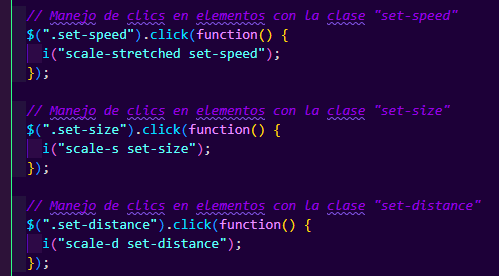 // Manejo de clics en elementos con la clase "set-speed"
$(".set-speed").click(function() {
  i("scale-stretched set-speed");
});

// Manejo de clics en elementos con la clase "set-size"
$(".set-size").click(function() {
  i("scale-s set-size");
});

// Manejo de clics en elementos con la clase "set-distance"
$(".set-distance").click(function() {
  i("scale-d set-distance");
});